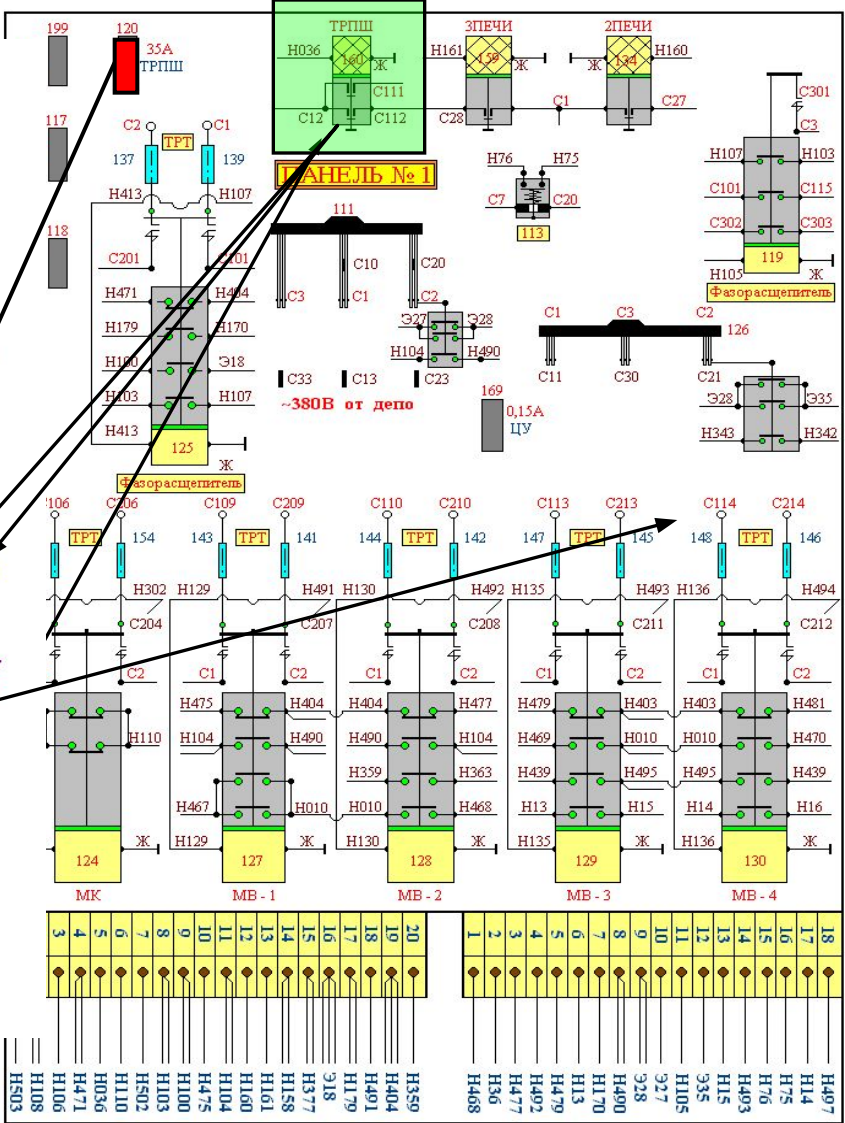 199
120
ТРПШ
3ПЕЧИ
2ПЕЧИ
35А
ТРПШ
Н036
160
Ж
Н161
159
Ж
Ж
134
Н160
С111
С12
С112
С28
С1
С27
С301
С3
117
С2
С1
ТРТ
137
139
Н107
Н103
ПАНЕЛЬ № 1
Н76
Н75
С101
С115
Н413
Н107
С7
С20
118
111
113
С302
С303
119
С201
С101
С10
С20
Н105
Ж
Фазорасщепитель
Н471
Н404
С3
С1
С2
Н179
Н170
Э27
Э28
С1
С3
С2
126
Н100
Э18
Н104
Н490
С33
С13
С23
С11
С30
С21
Н103
Н107
~380В от депо
169
0,15А
ЦУ
Э28
Э35
Н413
125
Н343
Н342
Ж
Фазорасщепитель
С106
С206
С109
С209
С110
С210
С113
С213
С114
С214
ТРТ
154
143
ТРТ
141
144
ТРТ
142
147
ТРТ
145
148
ТРТ
146
Н302
Н129
Н491
Н130
Н492
Н135
Н493
Н136
Н494
С204
С207
С208
С211
С212
С2
С1
С2
С1
С2
С1
С2
С1
С2
Н475
Н404
Н404
Н477
Н479
Н403
Н403
Н481
Н110
Н104
Н490
Н490
Н104
Н469
Н010
Н010
Н470
Н359
Н363
Н439
Н495
Н495
Н439
Н467
Н010
Н010
Н468
Н13
Н15
Н14
Н16
124
Ж
Н129
127
Ж
Н130
128
Ж
Н135
129
Ж
Н136
130
Ж
МК
МВ - 1
МВ - 2
МВ - 3
МВ - 4
3 4 5 6 7 8 9 10 11 12 13 14 15 16 17 18 19 20
1 2 3 4 5 6 7 8 9 10 11 12 13 14 15 16 17 18
Н503 Н108 Н106 Н471 Н036 Н110 Н502 Н103 Н100 Н475 Н104 Н160 Н161 Н158 Н377 Э18 Н179 Н491 Н404 Н359
Н468 Н36 Н477 Н492 Н479 Н13 Н170 Н490 Э28 Э27 Н105 Э35 Н15 Н493 Н76 Н75 Н14 Н497